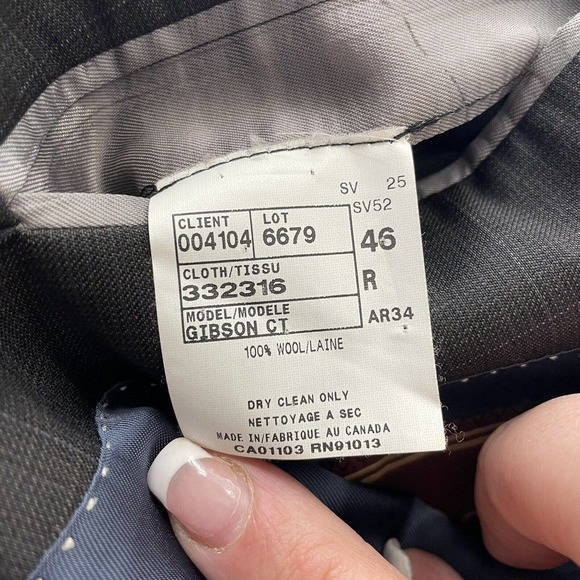 SV 25
SV52
CLIENT LOT
004104 6679 46
CLOTH/TISSU
332316 R
MODEL/MODELE
GIBSON CT AR34
100% WOOL/LAINE
DRY CLEAN ONLY
NETTOYAGE A SEC
MADE IN/FABRIQUE AU CANADA
CA01103 RN91013